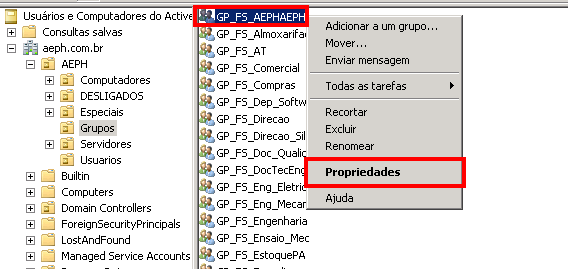 Usuários e Computadores do Active
Consultas salvas
aeph.com.br
AEPH
Computadores
DESLIGADOS
Especiais
Grupos
Servidores
Usuarios
Builtin
Computers
Domain Controllers
ForeignSecurityPrincipals
LostAndFound
Managed Service Accounts
GP_FS_AEPHAEPH
GP_FS_Almoxarifac
GP_FS_AT
GP_FS_Comercial
GP_FS_Compras
GP_FS_Dep_Softw
GP_FS_Direcao
GP_FS_Direcao_Sil
GP_FS_Doc_Qualic
GP_FS_DocTecEng
GP_FS_Eng_Eletric
GP_FS_Eng_Mecar
GP_FS_Engenharia
GP_FS_Ensaio_Mec
GP_FS_EstoquePA
Adicionar a um grupo...
Mover...
Enviar mensagem
Todas as tarefas
Recortar
Excluir
Renomear
Propriedades
Ajuda